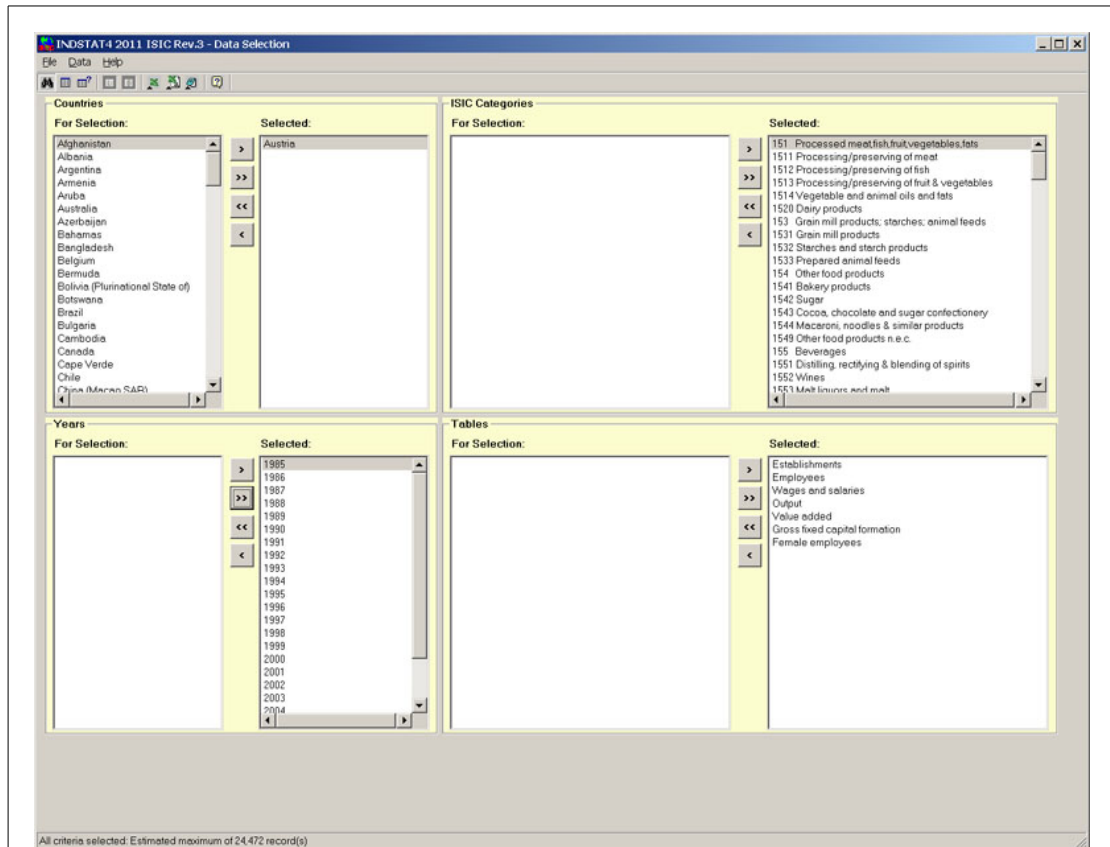 INDSTAT4 2011 ISIC Rev.3 - Data Selection
File Data Help
Countries
For Selection:
Afghanistan
Albania
Argentina
Armenia
Aruba
Australia
Azerbaijan
Bahamas
Bangladesh
Belgium
Bermuda
Bolivia (Plurinational State of)
Botswana
Brazil
Bulgaria
Cambodia
Canada
Cape Verde
Chile
China (Macao SAR)
>
>>
<<
<
Selected:
Austria
ISIC Categories
For Selection:
>
>>
<<
<
Selected:
151 Processed meat,fish,fruit,vegetables,fats
1511 Processing/preserving of meat
1512 Processing/preserving of fish
1513 Processing/preserving of fruit & vegetables
1514 Vegetable and animal oils and fats
1520 Dairy products
153 Grain mill products; starches; animal feeds
1531 Grain mill products
1532 Starches and starch products
1533 Prepared animal feeds
154 Other food products
1541 Bakery products
1542 Sugar
1543 Cocoa, chocolate and sugar confectionery
1544 Macaroni, noodles & similar products
1549 Other food products n.e.c.
155 Beverages
1551 Distilling, rectifying & blending of spirits
1552 Wines
1553 Malt liquors and malt
Years
For Selection:
>
>>
<<
<
Selected:
1985
1986
1987
1988
1989
1990
1991
1992
1993
1994
1995
1996
1997
1998
1999
2000
2001
2002
2003
2004
Tables
For Selection:
>
>>
<<
<
Selected:
Establishments
Employees
Wages and salaries
Output
Value added
Gross fixed capital formation
Female employees
All criteria selected: Estimated maximum of 24,472 record(s)